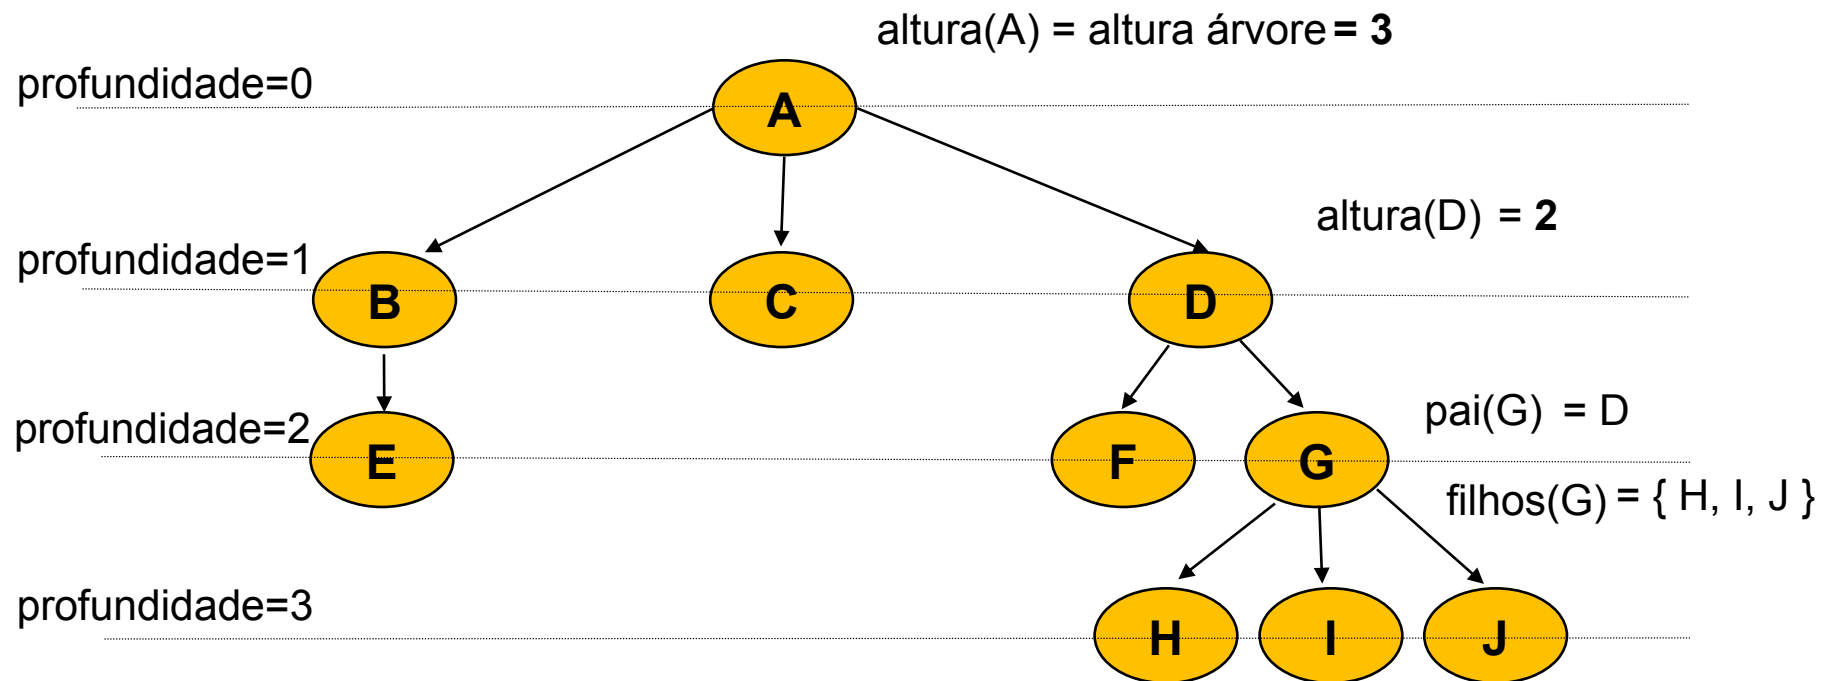 altura(A) = altura árvore = 3
profundidade=0
A
altura(D) = 2
profundidade=1
B C D
pai(G) = D
profundidade=2
E F G
filhos(G) = { H, I, J }
profundidade=3
H I J